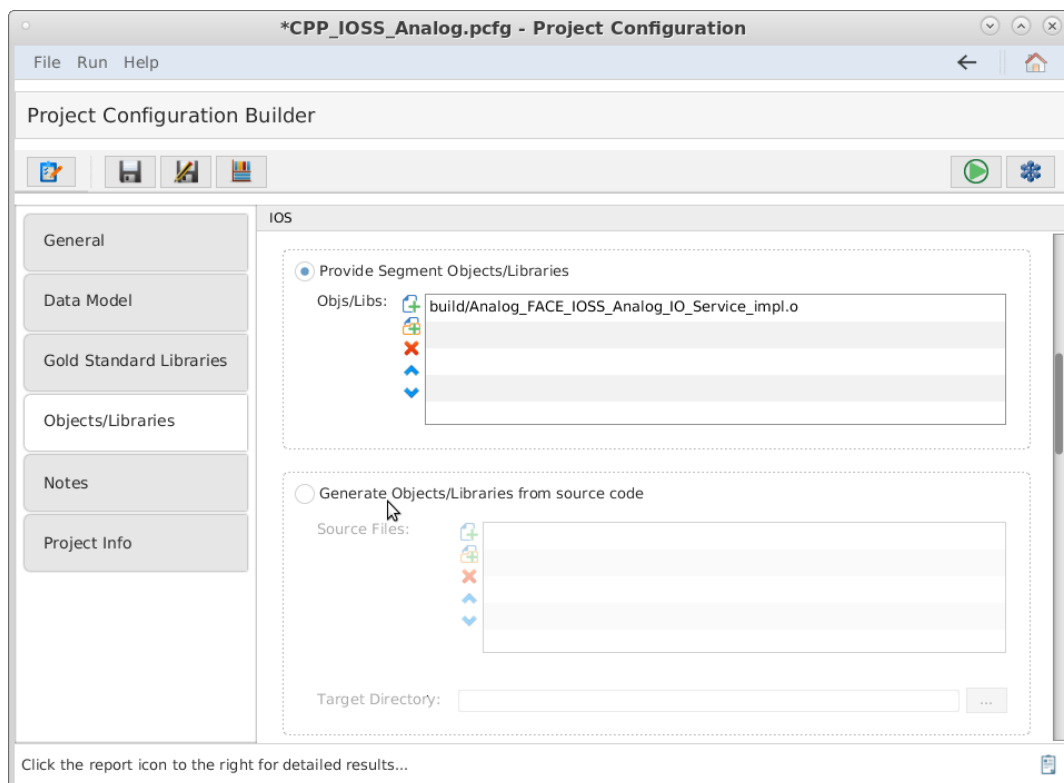 *CPP_IOSS_Analog.pcfg - Project Configuration
File Run Help
Project Configuration Builder
General
Data Model
Gold Standard Libraries
Objects/Libraries
Notes
Project Info
IOS
Provide Segment Objects/Libraries
Objs/Libs:
build/Analog_FACE_IOSS_Analog_IO_Service_impl.o
Generate Objects/Libraries from source code
Source Files:
Target Directory:
...
Click the report icon to the right for detailed results...